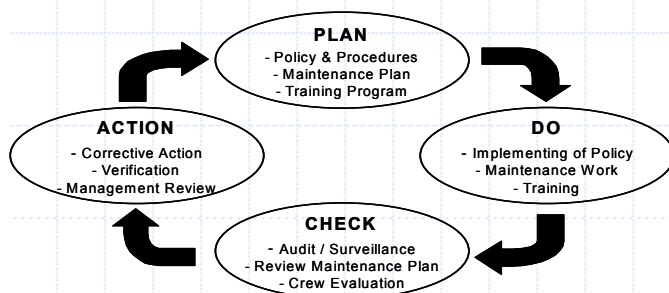 PLAN
- Policy & Procedures
- Maintenance Plan
- Training Program
ACTION
- Corrective Action
- Verification
- Management Review
DO
- Implementing of Policy
- Maintenance Work
- Training
CHECK
- Audit / Surveillance
- Review Maintenance Plan
- Crew Evaluation